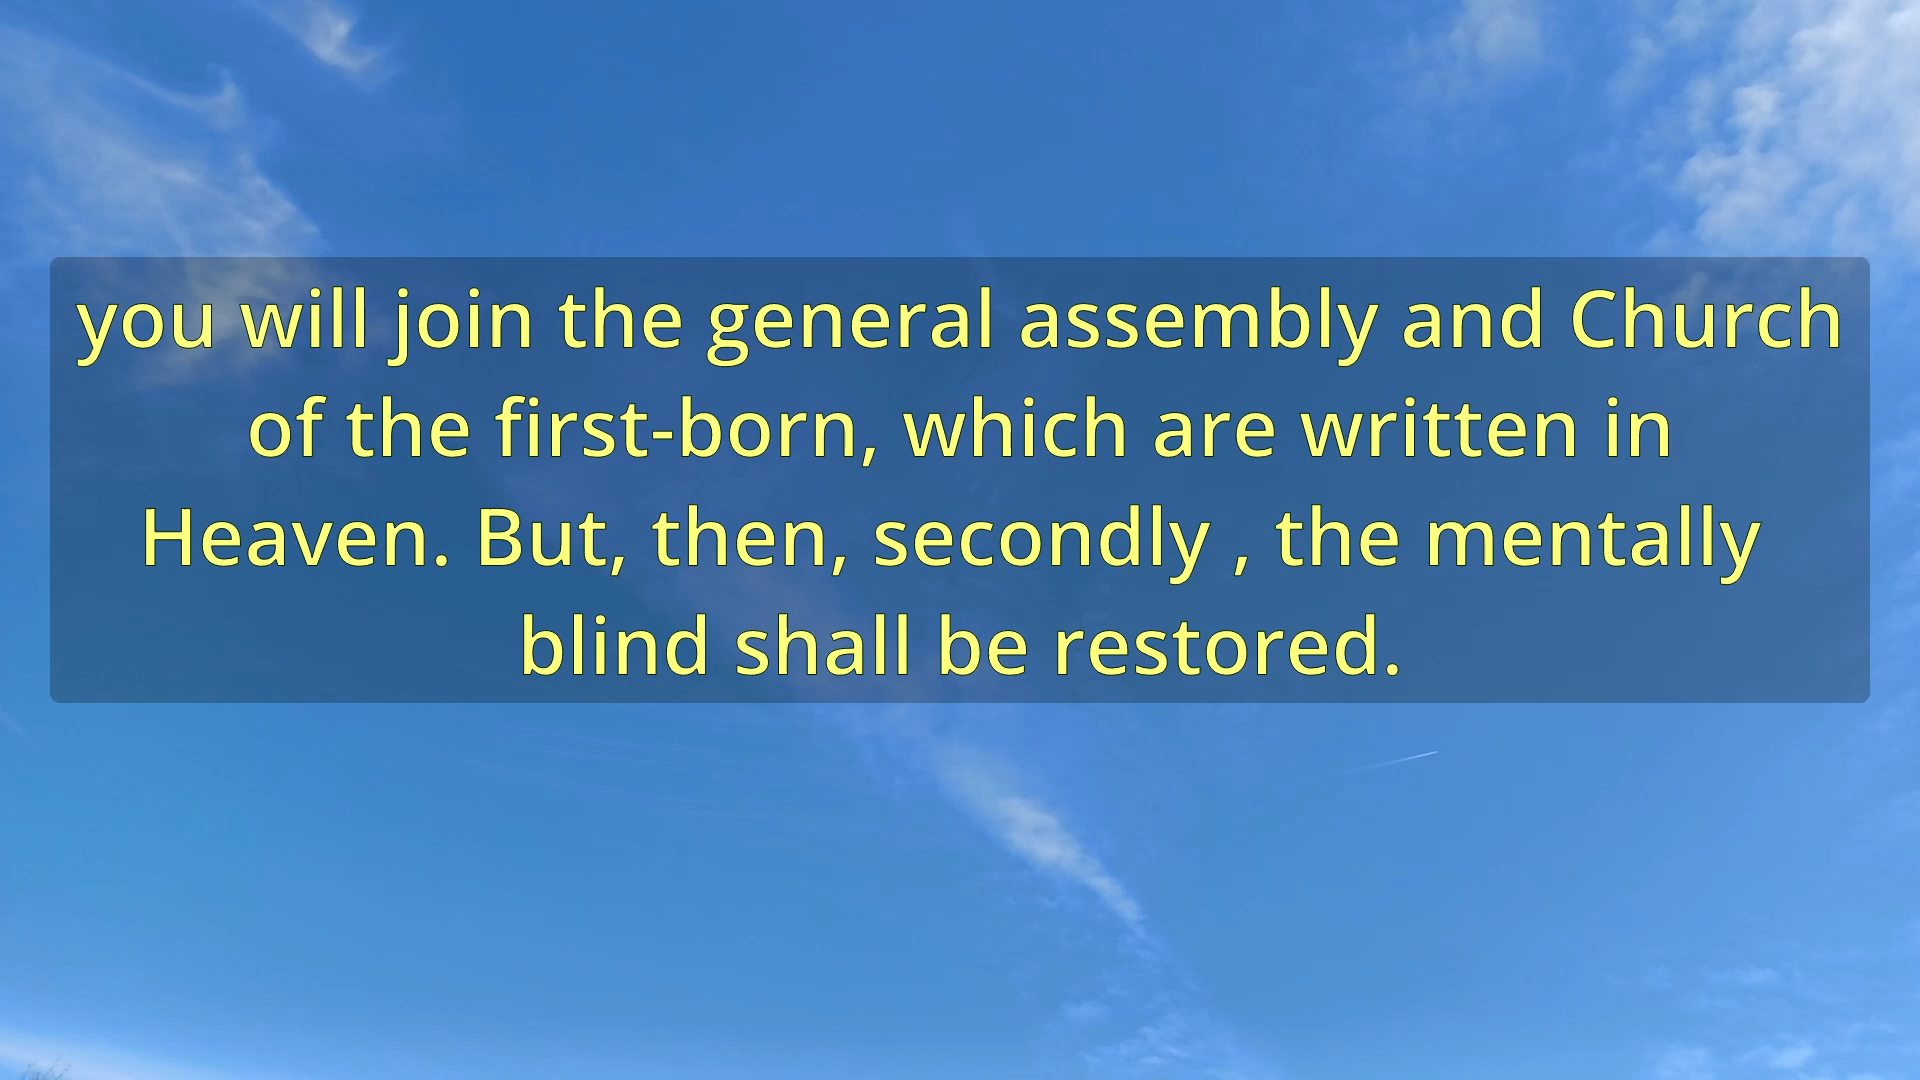 you will join the general assembly and Church
of the first-born, which are written in
Heaven. But, then, secondly , the mentally
blind shall be restored.